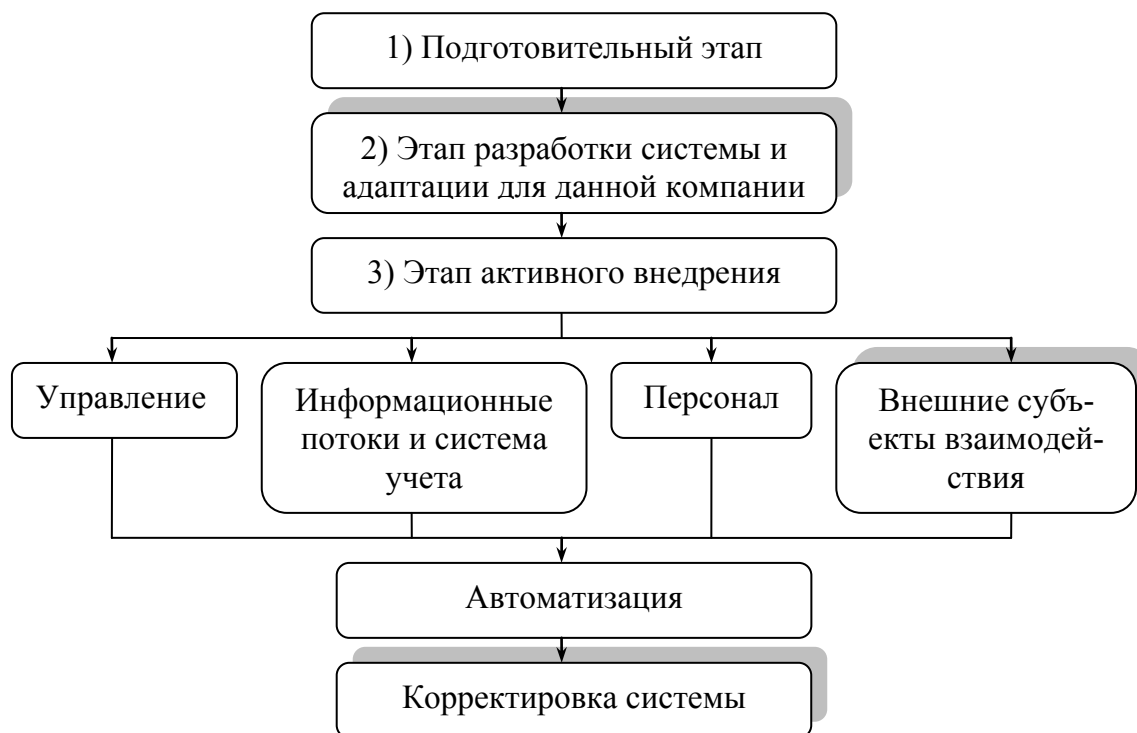 1) Подготовительный этап
2) Этап разработки системы и
адаптации для данной компании
3) Этап активного внедрения
Управление
Информационные
потоки и система
учета
Персонал
Внешние субъ-
екты взаимодей-
ствия
Автоматизация
Корректировка системы